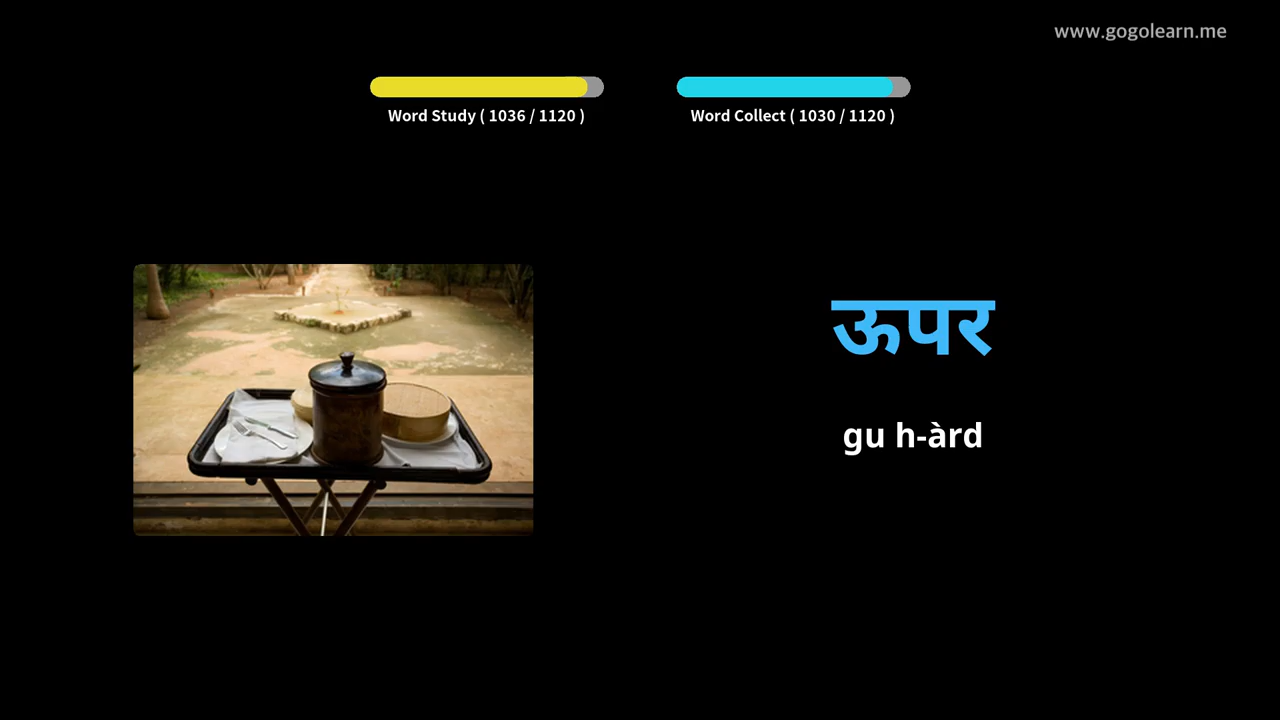 www.gogolearn.me
Word Study ( 1036 / 1120 )
Word Collect ( 1030 / 1120 )
ऊपर
gu h-àrd